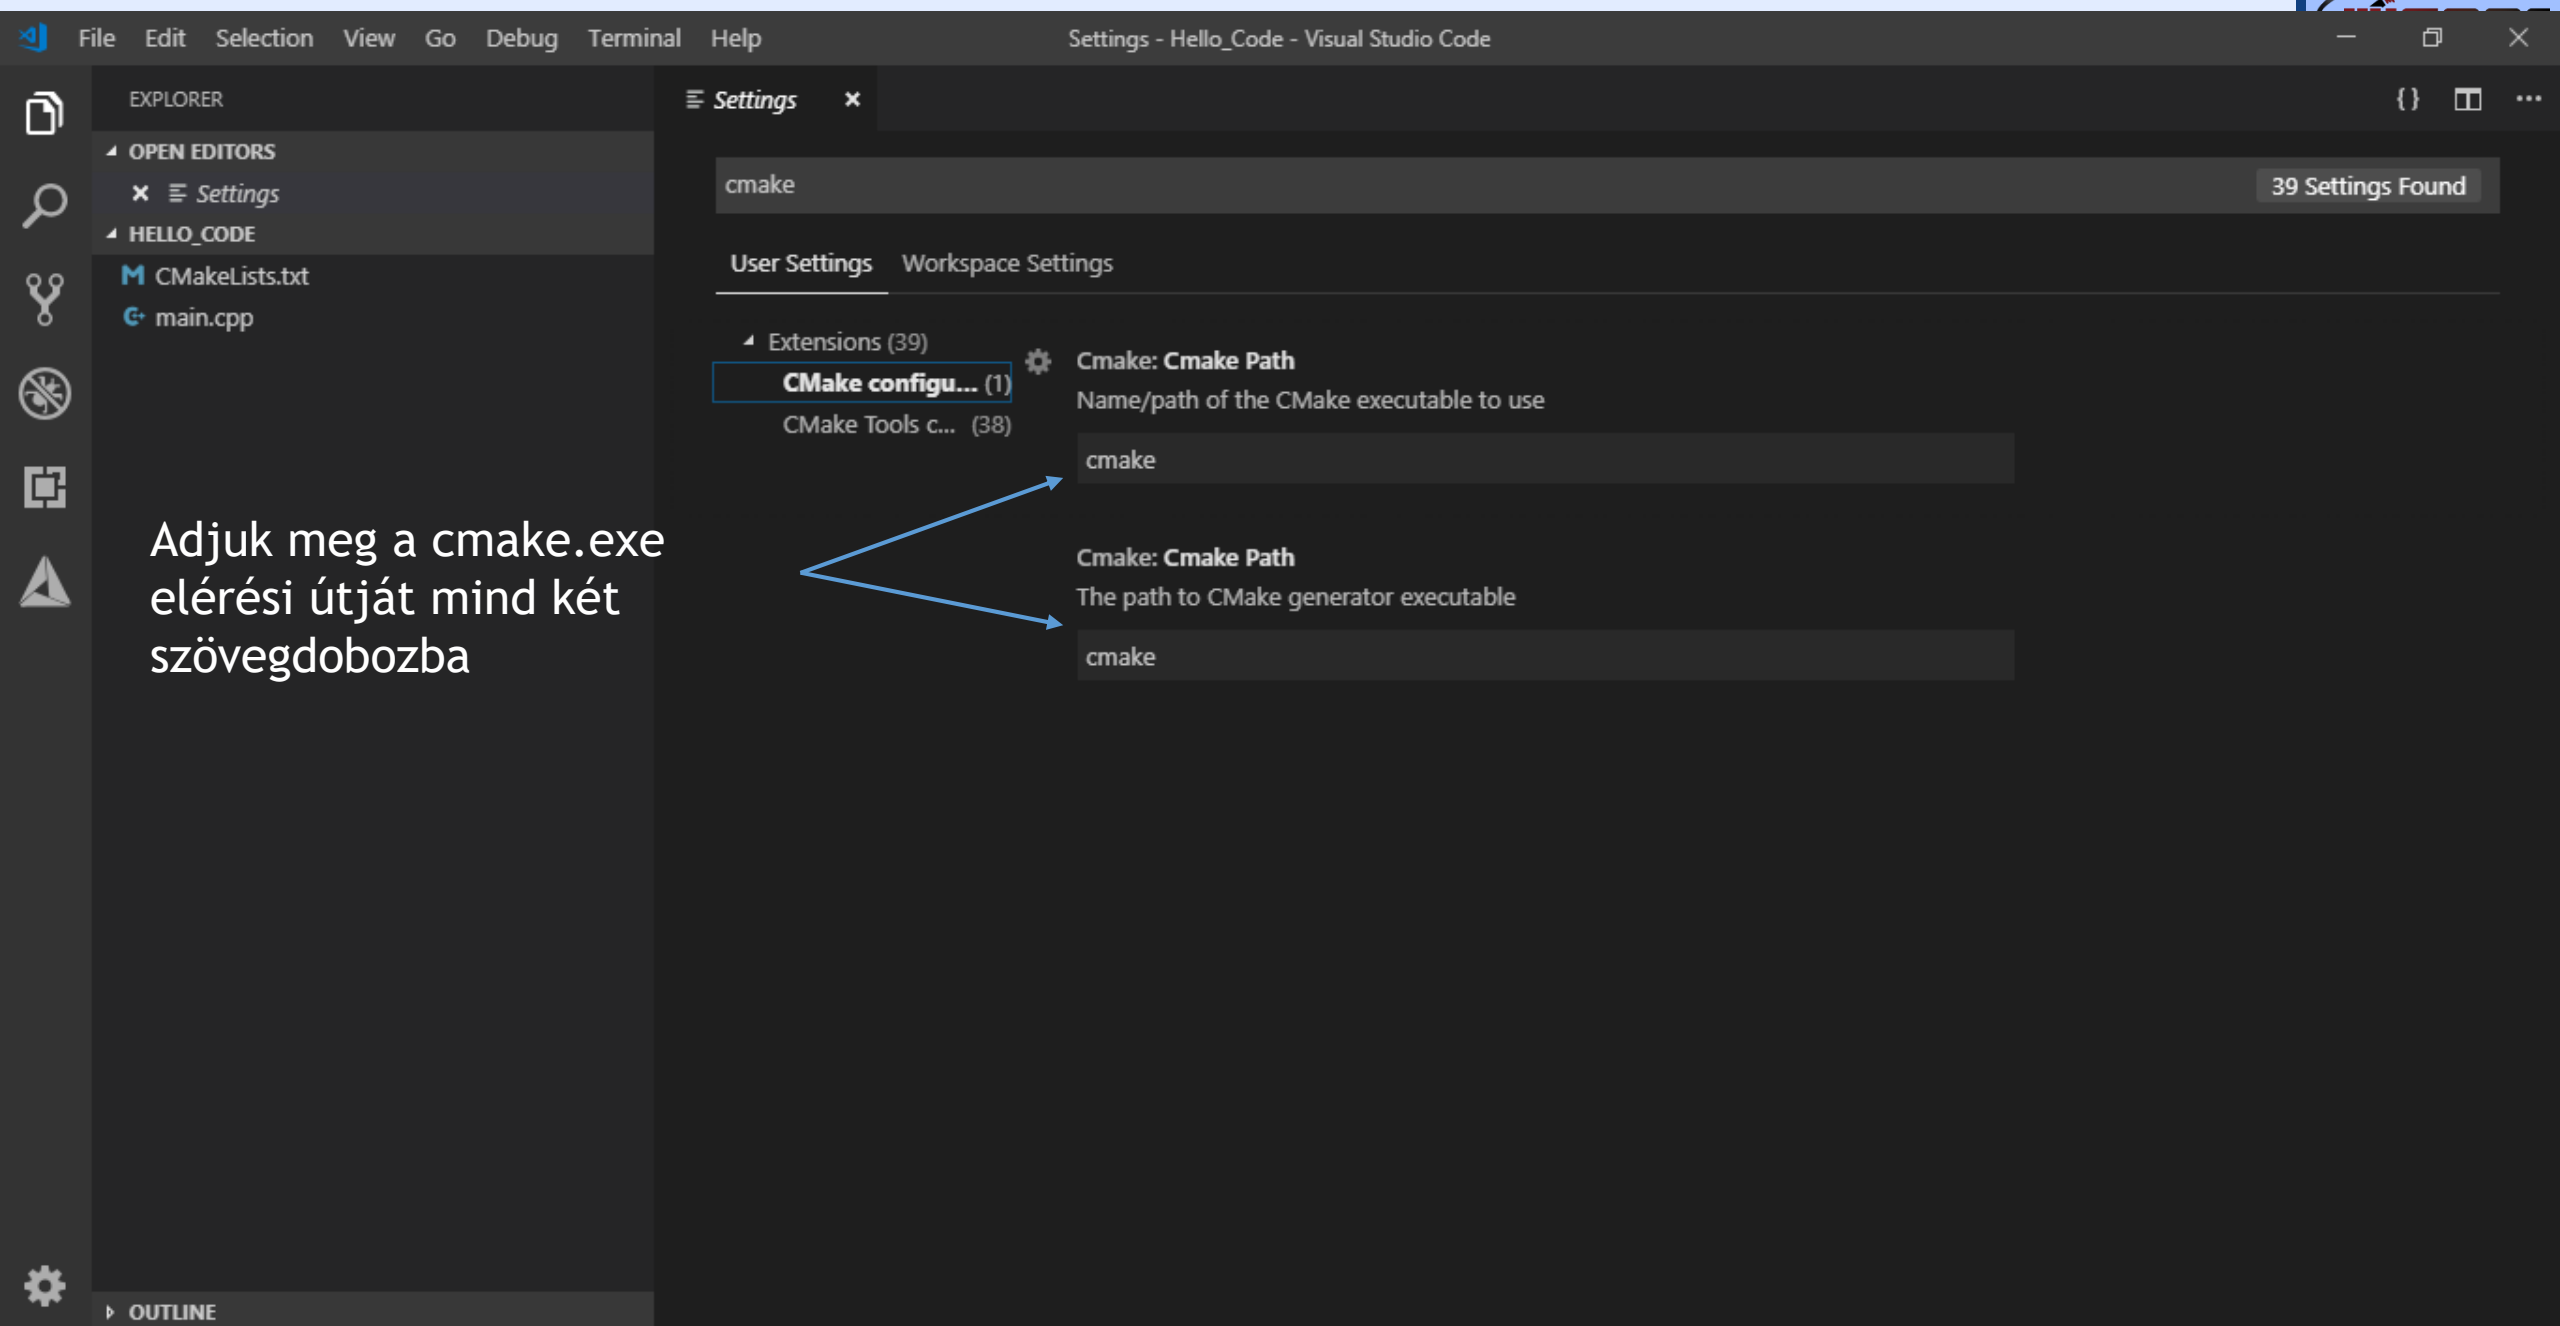 File Edit Selection View Go Debug Terminal Help
Settings - Hello_Code - Visual Studio Code
EXPLORER
OPEN EDITORS
Settings
HELLO_CODE
CMakeLists.txt
main.cpp
Adjuk meg a cmake.exe
elérési útját mind két
szövegdobozba
OUTLINE
Settings
cmake
39 Settings Found
User Settings Workspace Settings
Extensions (39)
CMake configu... (1)
CMake Tools c... (38)
Cmake: Cmake Path
Name/path of the CMake executable to use
cmake
Cmake: Cmake Path
The path to CMake generator executable
cmake